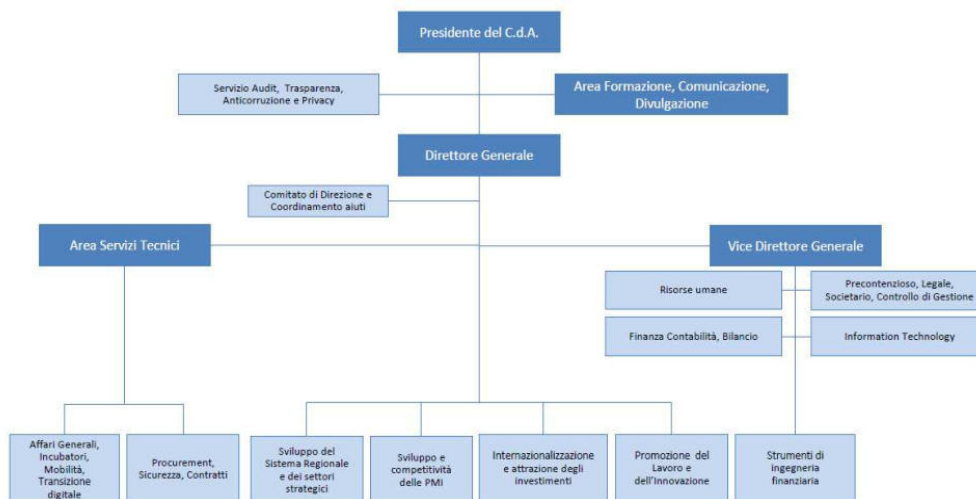 Presidente del C.d.A.
Servizio Audit, Trasparenza,
Anticorruzione e Privacy
Area Formazione, Comunicazione,
Divulgazione
Direttore Generale
Comitato di Direzione e
Coordinamento aiuti
Area Servizi Tecnici
Vice Direttore Generale
Risorse umane
Precontenzioso, Legale,
Societario, Controllo di Gestione
Finanza Contabilità, Bilancio
Information Technology
Affari Generali,
Incubatori,
Mobilità,
Transizione
digitale
Procurement,
Sicurezza, Contratti
Sviluppo del
Sistema Regionale
e dei settori
strategici
Sviluppo e
competitività
delle PMI
Internazionalizzazione
e attrazione degli
investimenti
Promozione del
Lavoro e
dell'Innovazione
Strumenti di
ingegneria
finanziaria